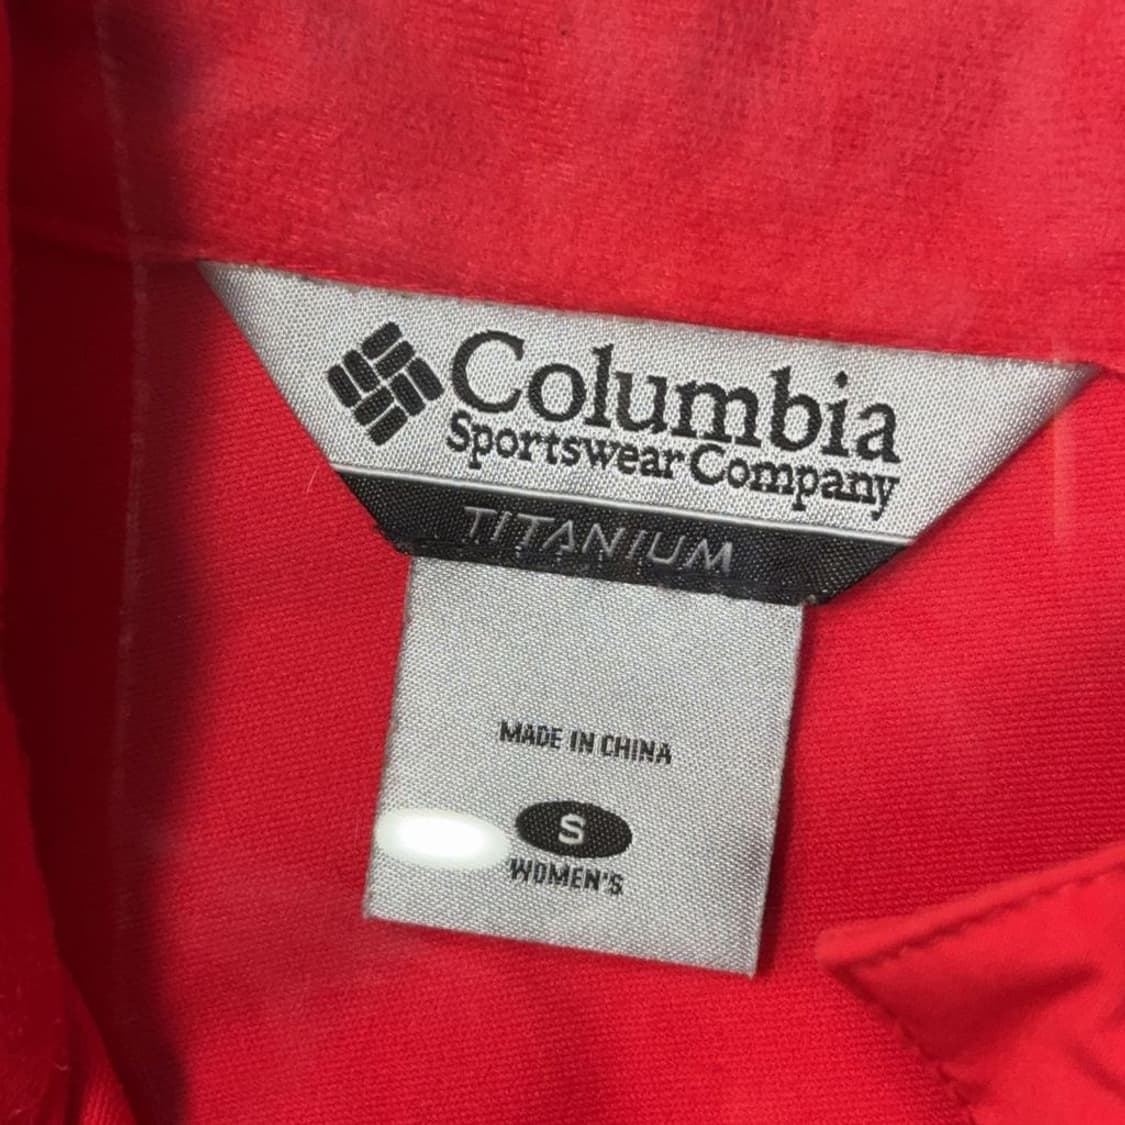 Columbia
Sportswear Company
TITANIUM
MADE IN CHINA
S
WOMEN'S